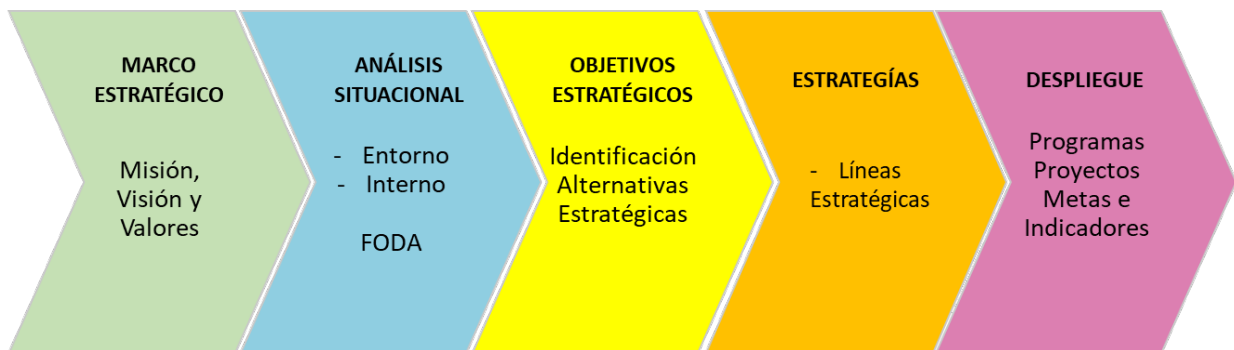 MARCO
ESTRATÉGICO
Misión,
Visión y
Valores
ANÁLISIS
SITUACIONAL
- Entorno
- Interno
FODA
OBJETIVOS
ESTRATÉGICOS
Identificación
Alternativas
Estratégicas
ESTRATEGÍAS
- Líneas
Estratégicas
DESPLIEGUE
Programas
Proyectos
Metas e
Indicadores